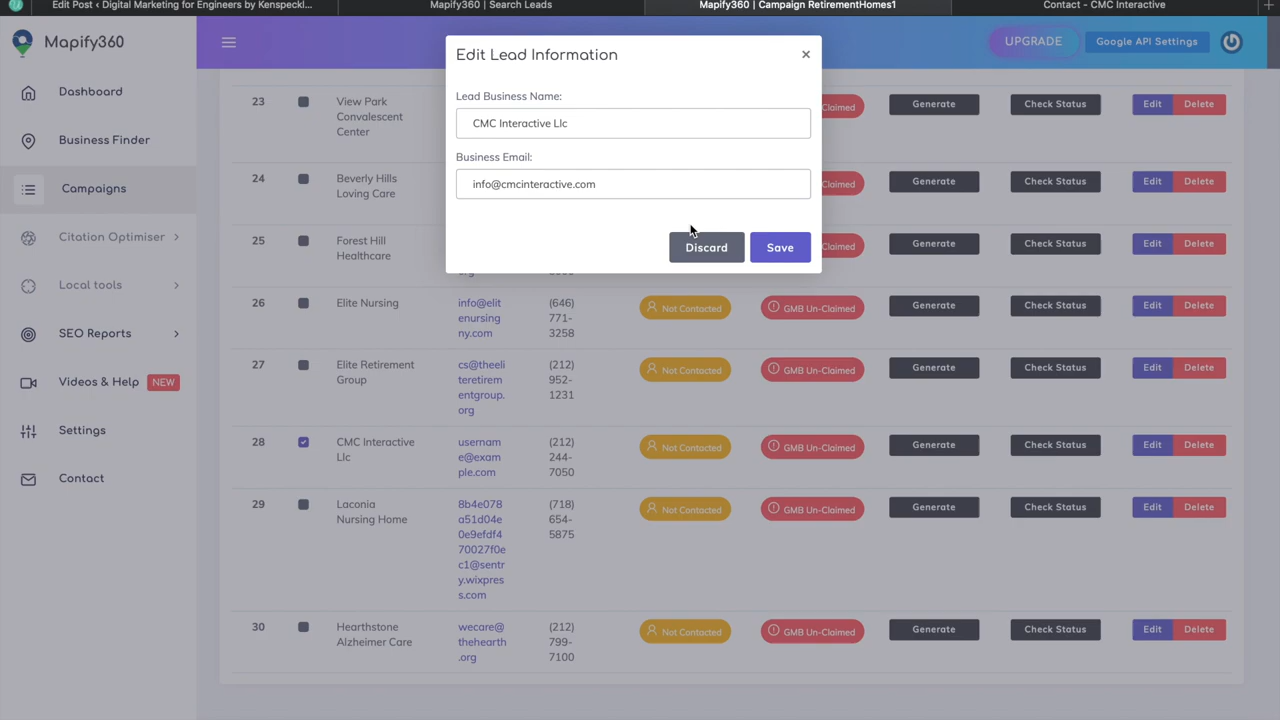 Edit Post ‹ Digital Marketing for Engineers by Kenspeckl...
Mapify360 | Search Leads
Mapify360 | Campaign RetirementHomes1
Contact - CMC Interactive
Mapify360
UPGRADE
Google API Settings
Dashboard
Business Finder
Campaigns
Citation Optimiser
Local tools
SEO Reports
Videos & Help NEW
Settings
Contact
Edit Lead Information
×
Lead Business Name:
CMC Interactive Llc
Business Email:
info@cmcinteractive.com
Discard
Save
23
View Park
Convalescent
Center
Claimed
Generate
Check Status
Edit
Delete
24
Beverly Hills
Loving Care
Claimed
Generate
Check Status
Edit
Delete
25
Forest Hill
Healthcare
Claimed
Generate
Check Status
Edit
Delete
26
Elite Nursing
info@elit
enursing
ny.com
(646)
771-
3258
Not Contacted
GMB Un-Claimed
Generate
Check Status
Edit
Delete
27
Elite Retirement
Group
cs@theeli
teretirem
entgroup.
org
(212)
952-
1231
Not Contacted
GMB Un-Claimed
Generate
Check Status
Edit
Delete
28
CMC Interactive
Llc
usernam
e@exam
ple.com
(212)
244-
7050
Not Contacted
GMB Un-Claimed
Generate
Check Status
Edit
Delete
29
Laconia
Nursing Home
8b4e078
a51d04e
0e9efdf4
70027f0e
c1@sentr
y.wixpres
s.com
(718)
654-
5875
Not Contacted
GMB Un-Claimed
Generate
Check Status
Edit
Delete
30
Hearthstone
Alzheimer Care
wecare@
thehearth
.org
(212)
799-
7100
Not Contacted
GMB Un-Claimed
Generate
Check Status
Edit
Delete